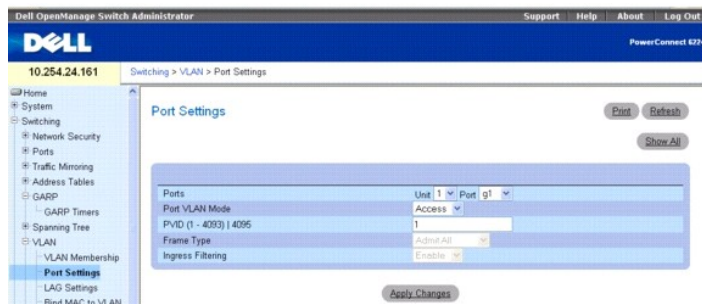 Dell OpenManage Switch Administrator
Support Help About Log Out
DELL
PowerConnect 6224
10.254.24.161
Switching > VLAN > Port Settings
Home
System
Switching
Network Security
Ports
Traffic Mirroring
Address Tables
GARP
GARP Timers
Spanning Tree
VLAN
VLAN Membership
Port Settings
LAG Settings
Bind MAC to VLAN
Port Settings
Print Refresh
Show All
Ports Unit 1 Port g1
Port VLAN Mode Access
PVID (1 - 4093) | 4095 1
Frame Type Admit All
Ingress Filtering Enable
Apply Changes